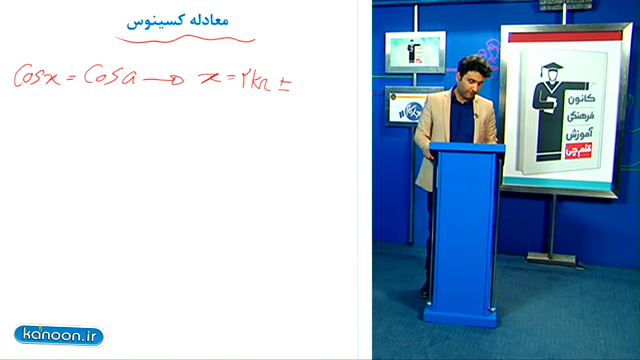 معادله کسینوس
Cosx = Cosa → x = ۲kπ ±
کانون
فرهنگی
آموزش
قلم‌چی
kanoon.ir